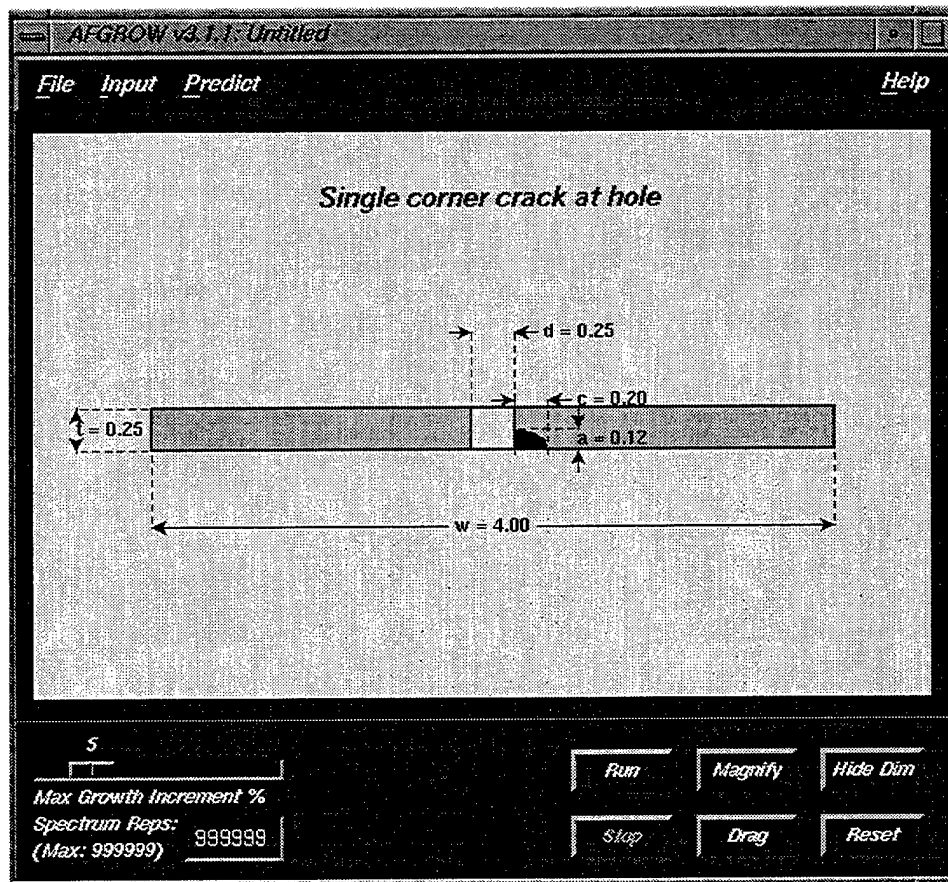 AFGROW v3.1.1: Untitled
File Input Predict Help
Single corner crack at hole
d = 0.25
c = 0.20
t = 0.25
a = 0.12
w = 4.00
5
Max Growth Increment %
Spectrum Reps:
(Max: 999999)
999999
Run Magnify Hide Dim
Stop Drag Reset